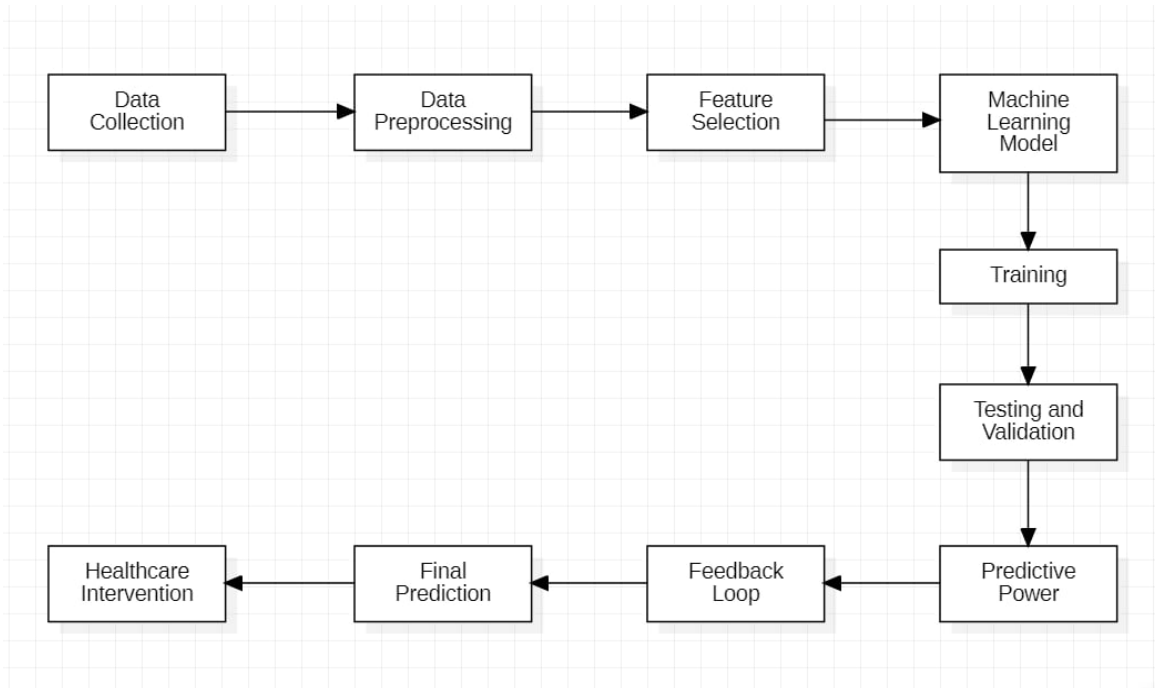 Data
Collection
Data
Preprocessing
Feature
Selection
Machine
Learning
Model
Training
Testing and
Validation
Predictive
Power
Feedback
Loop
Final
Prediction
Healthcare
Intervention